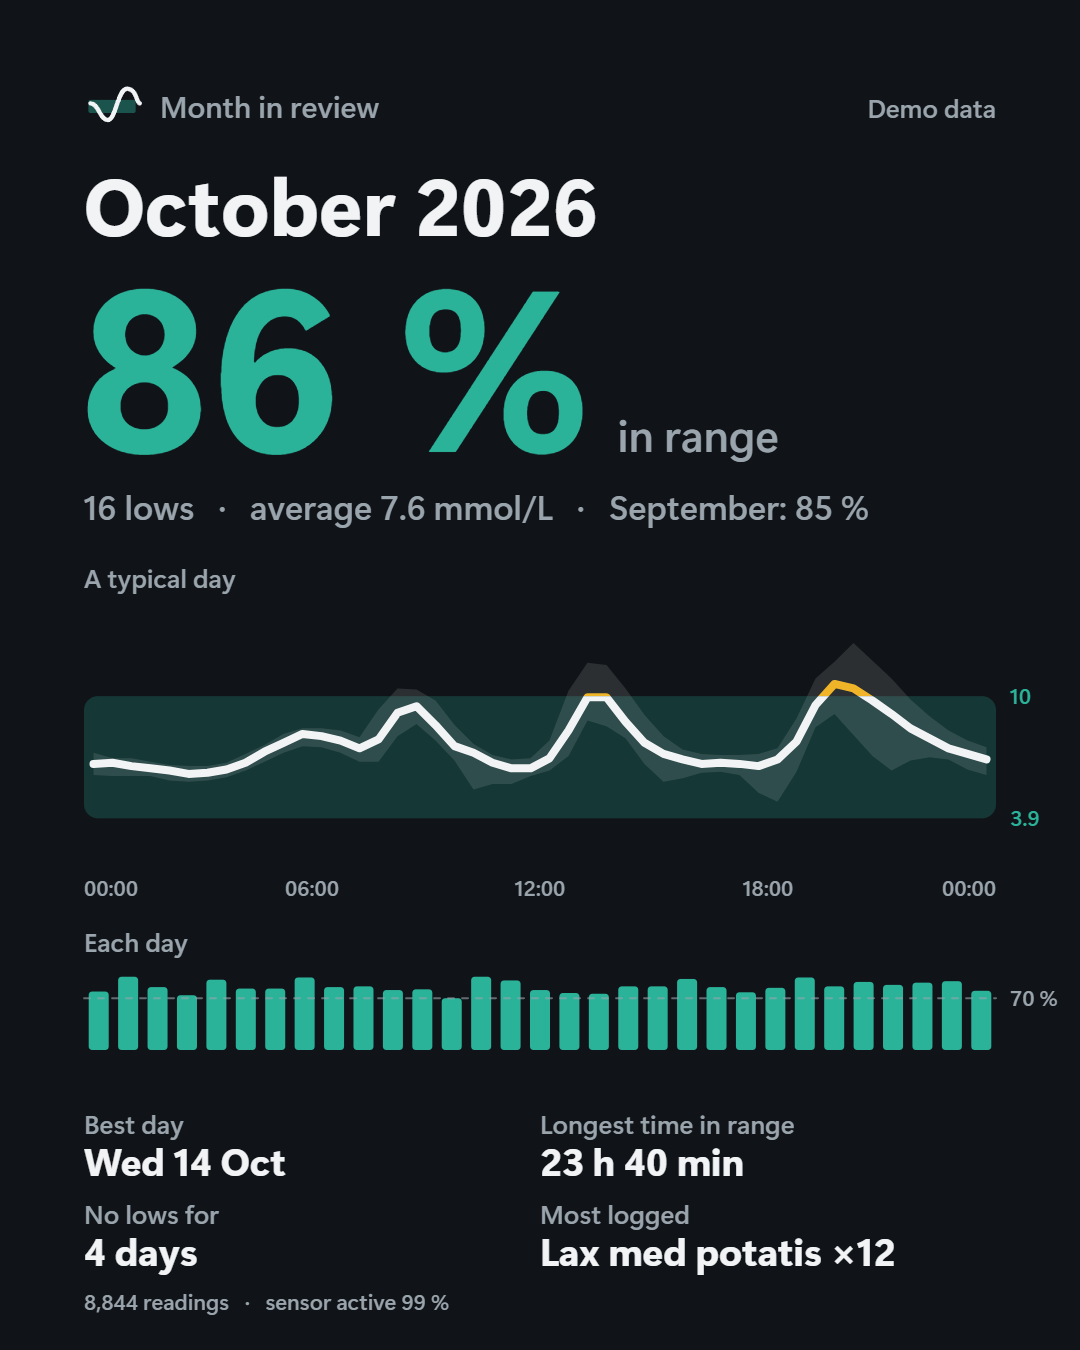 Month in review
Demo data
October 2026
86 % in range
16 lows · average 7.6 mmol/L · September: 85 %
A typical day
10
3.9
00:00 06:00 12:00 18:00 00:00
Each day
70 %
Best day
Wed 14 Oct
Longest time in range
23 h 40 min
No lows for
4 days
Most logged
Lax med potatis ×12
8,844 readings · sensor active 99 %